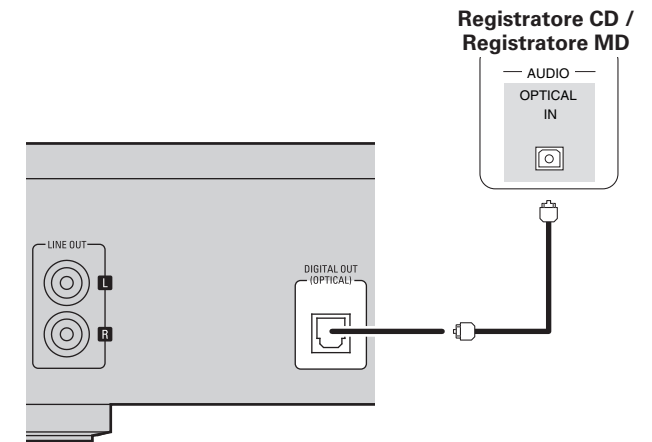 Registratore CD /
Registratore MD
AUDIO
OPTICAL
IN
LINE OUT
L
R
DIGITAL OUT
(OPTICAL)